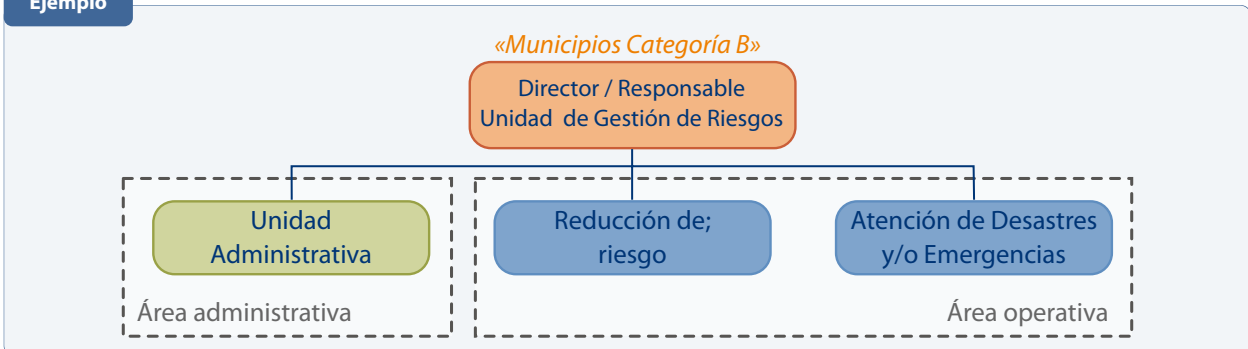 Ejemplo
«Municipios Categoría B»
Director / Responsable
Unidad de Gestión de Riesgos
Unidad
Administrativa
Reducción de;
riesgo
Atención de Desastres
y/o Emergencias
Área administrativa
Área operativa